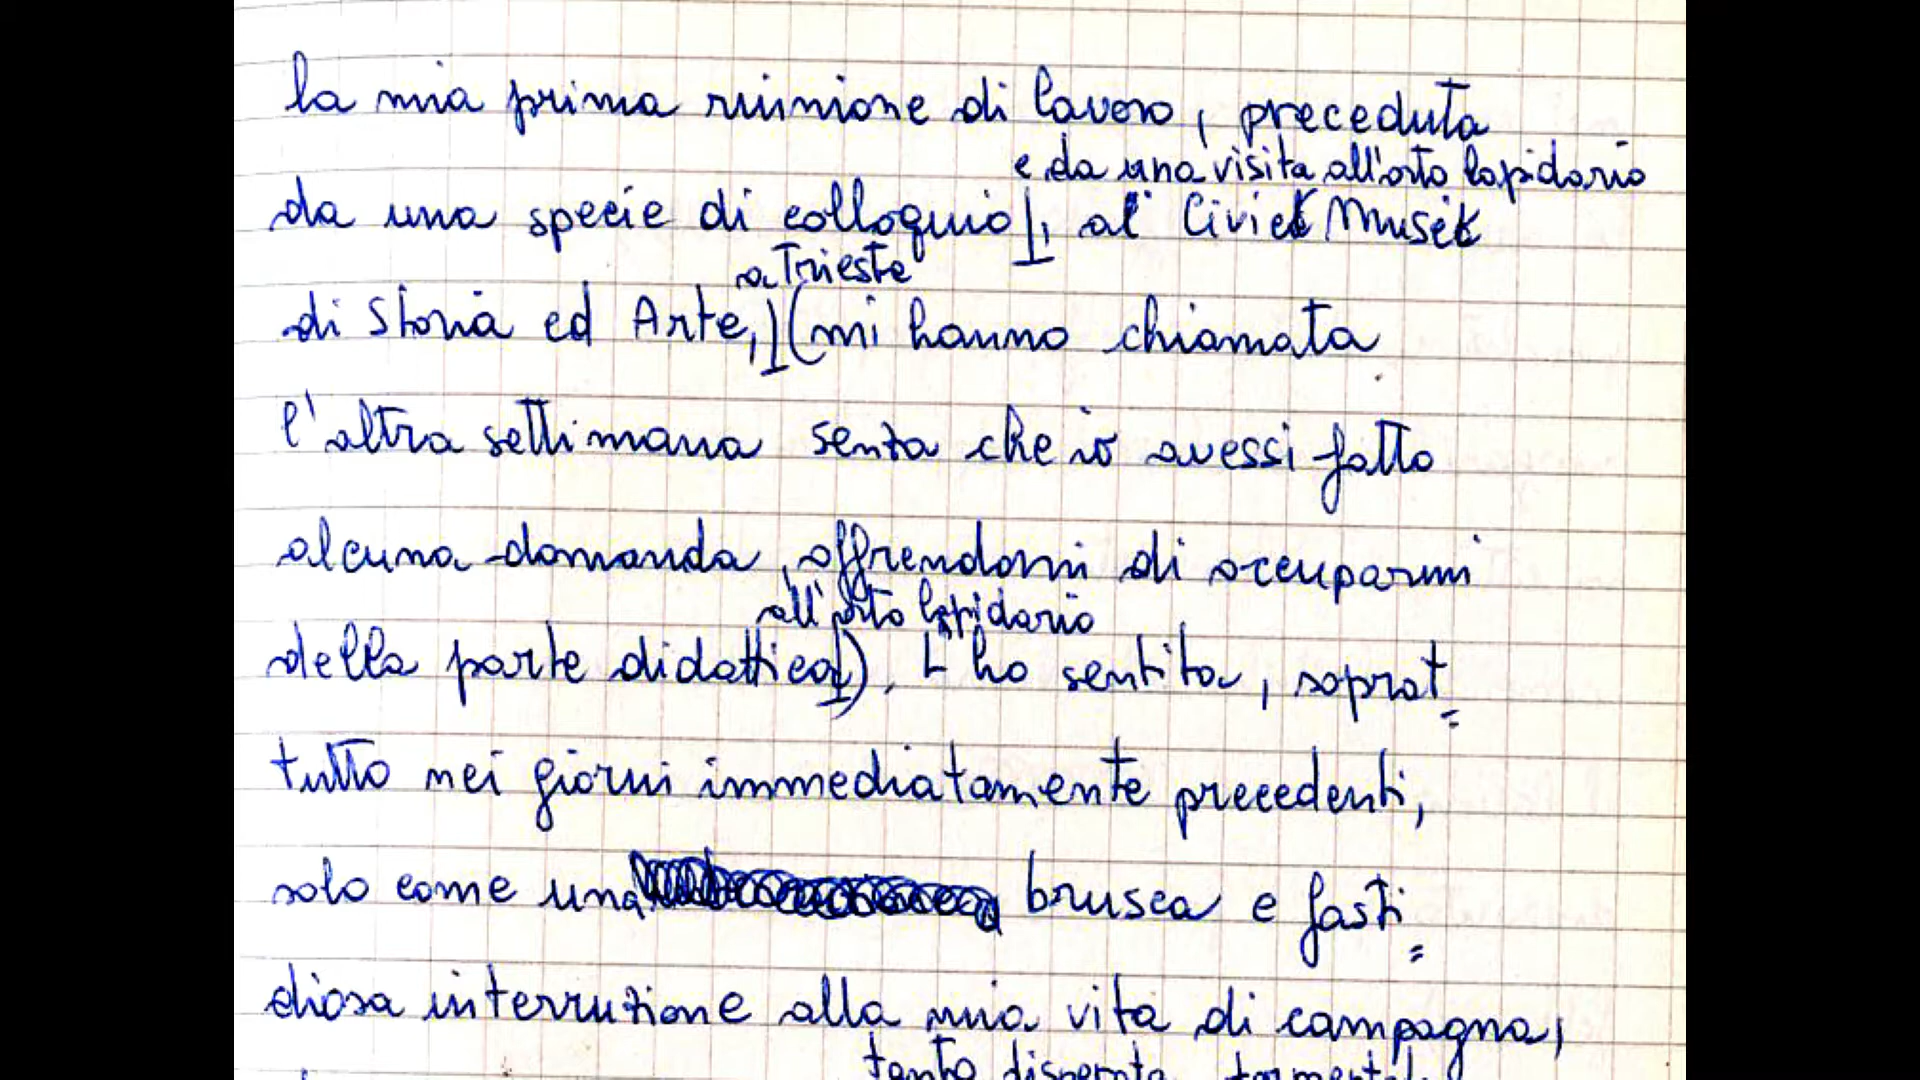 la mia prima riunione di lavoro, preceduta
e da una visita all'orto lapidario
da una specie di colloquio, al Civico Museo
a Trieste
di Storia ed Arte, (mi hanno chiamata
l'altra settimana senza che io avessi fatto
alcuna domanda, offrendomi di occuparmi
all'orto lapidario
della parte didattica). L'ho sentita, soprat=
tutto nei giorni immediatamente precedenti,
solo come una brusca e fasti=
diosa interruzione alla mia vita di campagna,
tanto disperata